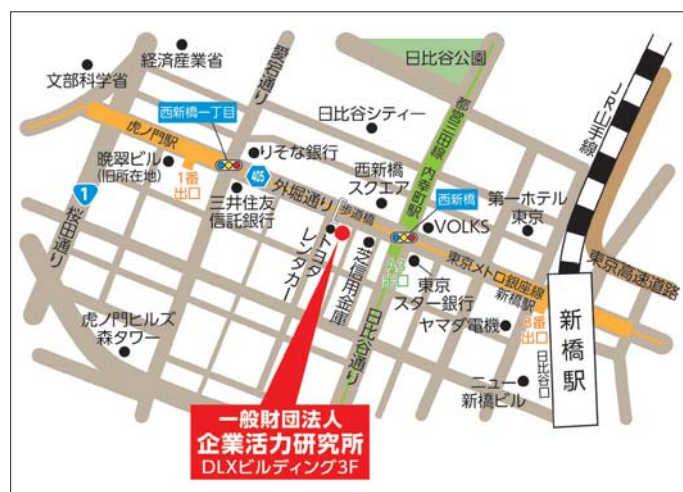 経済産業省
文部科学省
愛宕通り
日比谷公園
都営三田線 内幸町駅
JR山手線
日比谷シティー
西新橋一丁目
虎ノ門駅
りそな銀行
晩翠ビル
(旧所在地)
1番
出口
405
外堀通り
西新橋
スクエア
西新橋
第一ホテル
東京
三井住友
信託銀行
歩道橋
VOLKS
1
桜田通り
トヨタ
レンタカー
芝信用金庫
A3
出口
東京
スター銀行
東京メトロ銀座線
新橋駅
東京高速道路
虎ノ門ヒルズ
森タワー
日比谷通り
ヤマダ電機
8番
出口
日比谷口
新橋駅
ニュー
新橋ビル
一般財団法人
企業活力研究所
DLXビルディング3F